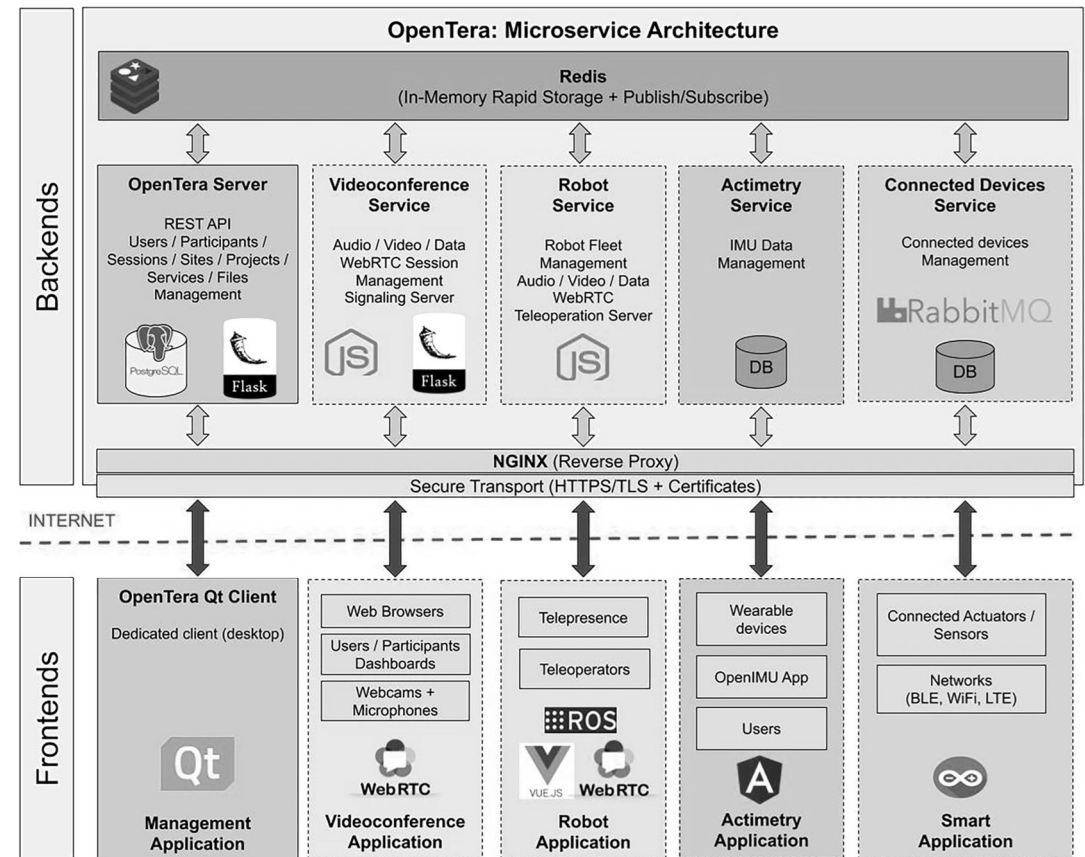 OpenTera: Microservice Architecture
Redis
(In-Memory Rapid Storage + Publish/Subscribe)
Backends
OpenTera Server
REST API
Users / Participants /
Sessions / Sites / Projects /
Services / Files
Management
PostgreSQL
Flask
Videoconference
Service
Audio / Video / Data
WebRTC Session
Management
Signaling Server
JS
Flask
Robot
Service
Robot Fleet
Management
Audio / Video / Data
WebRTC
Teleoperation Server
JS
Actimetry
Service
IMU Data
Management
DB
Connected Devices
Service
Connected devices
Management
RabbitMQ
DB
NGINX (Reverse Proxy)
Secure Transport (HTTPS/TLS + Certificates)
INTERNET
Frontends
OpenTera Qt Client
Dedicated client (desktop)
Qt
Management
Application
Web Browsers
Users / Participants
Dashboards
Webcams +
Microphones
WebRTC
Videoconference
Application
Telepresence
Teleoperators
ROS
VUE.JS
WebRTC
Robot
Application
Wearable
devices
OpenIMU App
Users
A
Actimetry
Application
Connected Actuators /
Sensors
Networks
(BLE, WiFi, LTE)
Smart
Application